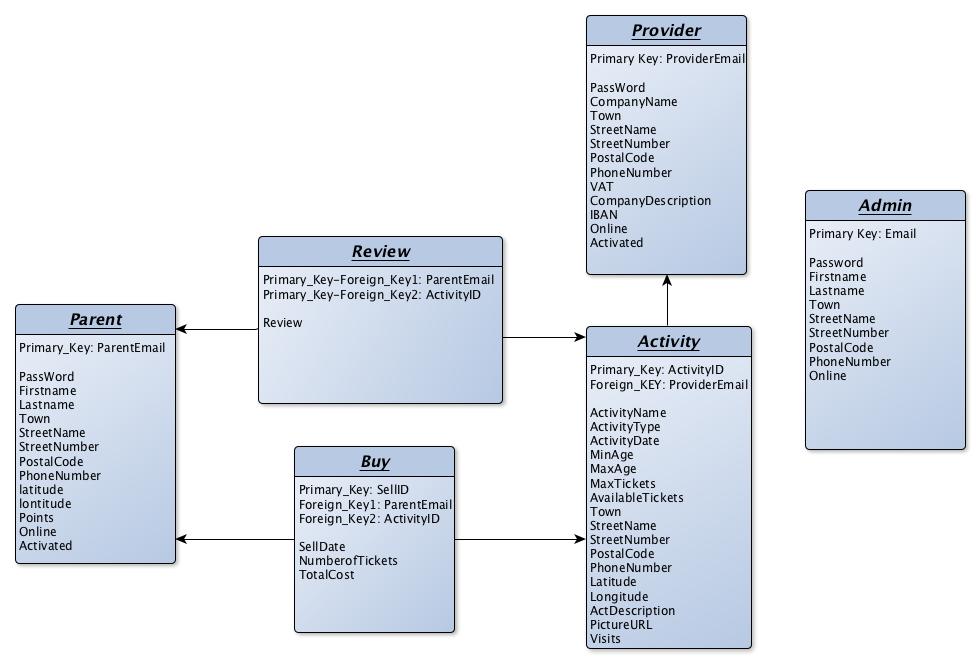 Provider
Primary Key: ProviderEmail
PassWord
CompanyName
Town
StreetName
StreetNumber
PostalCode
PhoneNumber
VAT
CompanyDescription
IBAN
Online
Activated
Admin
Primary Key: Email
Password
Firstname
Lastname
Town
StreetName
StreetNumber
PostalCode
PhoneNumber
Online
Review
Primary_Key-Foreign_Key1: ParentEmail
Primary_Key-Foreign_Key2: ActivityID
Review
Parent
Primary_Key: ParentEmail
PassWord
Firstname
Lastname
Town
StreetName
StreetNumber
PostalCode
PhoneNumber
latitude
lontitude
Points
Online
Activated
Activity
Primary_Key: ActivityID
Foreign_KEY: ProviderEmail
ActivityName
ActivityType
ActivityDate
MinAge
MaxAge
MaxTickets
AvailableTickets
Town
StreetName
StreetNumber
PostalCode
PhoneNumber
Latitude
Longitude
ActDescription
PictureURL
Visits
Buy
Primary_Key: SellID
Foreign_Key1: ParentEmail
Foreign_Key2: ActivityID
SellDate
NumberofTickets
TotalCost